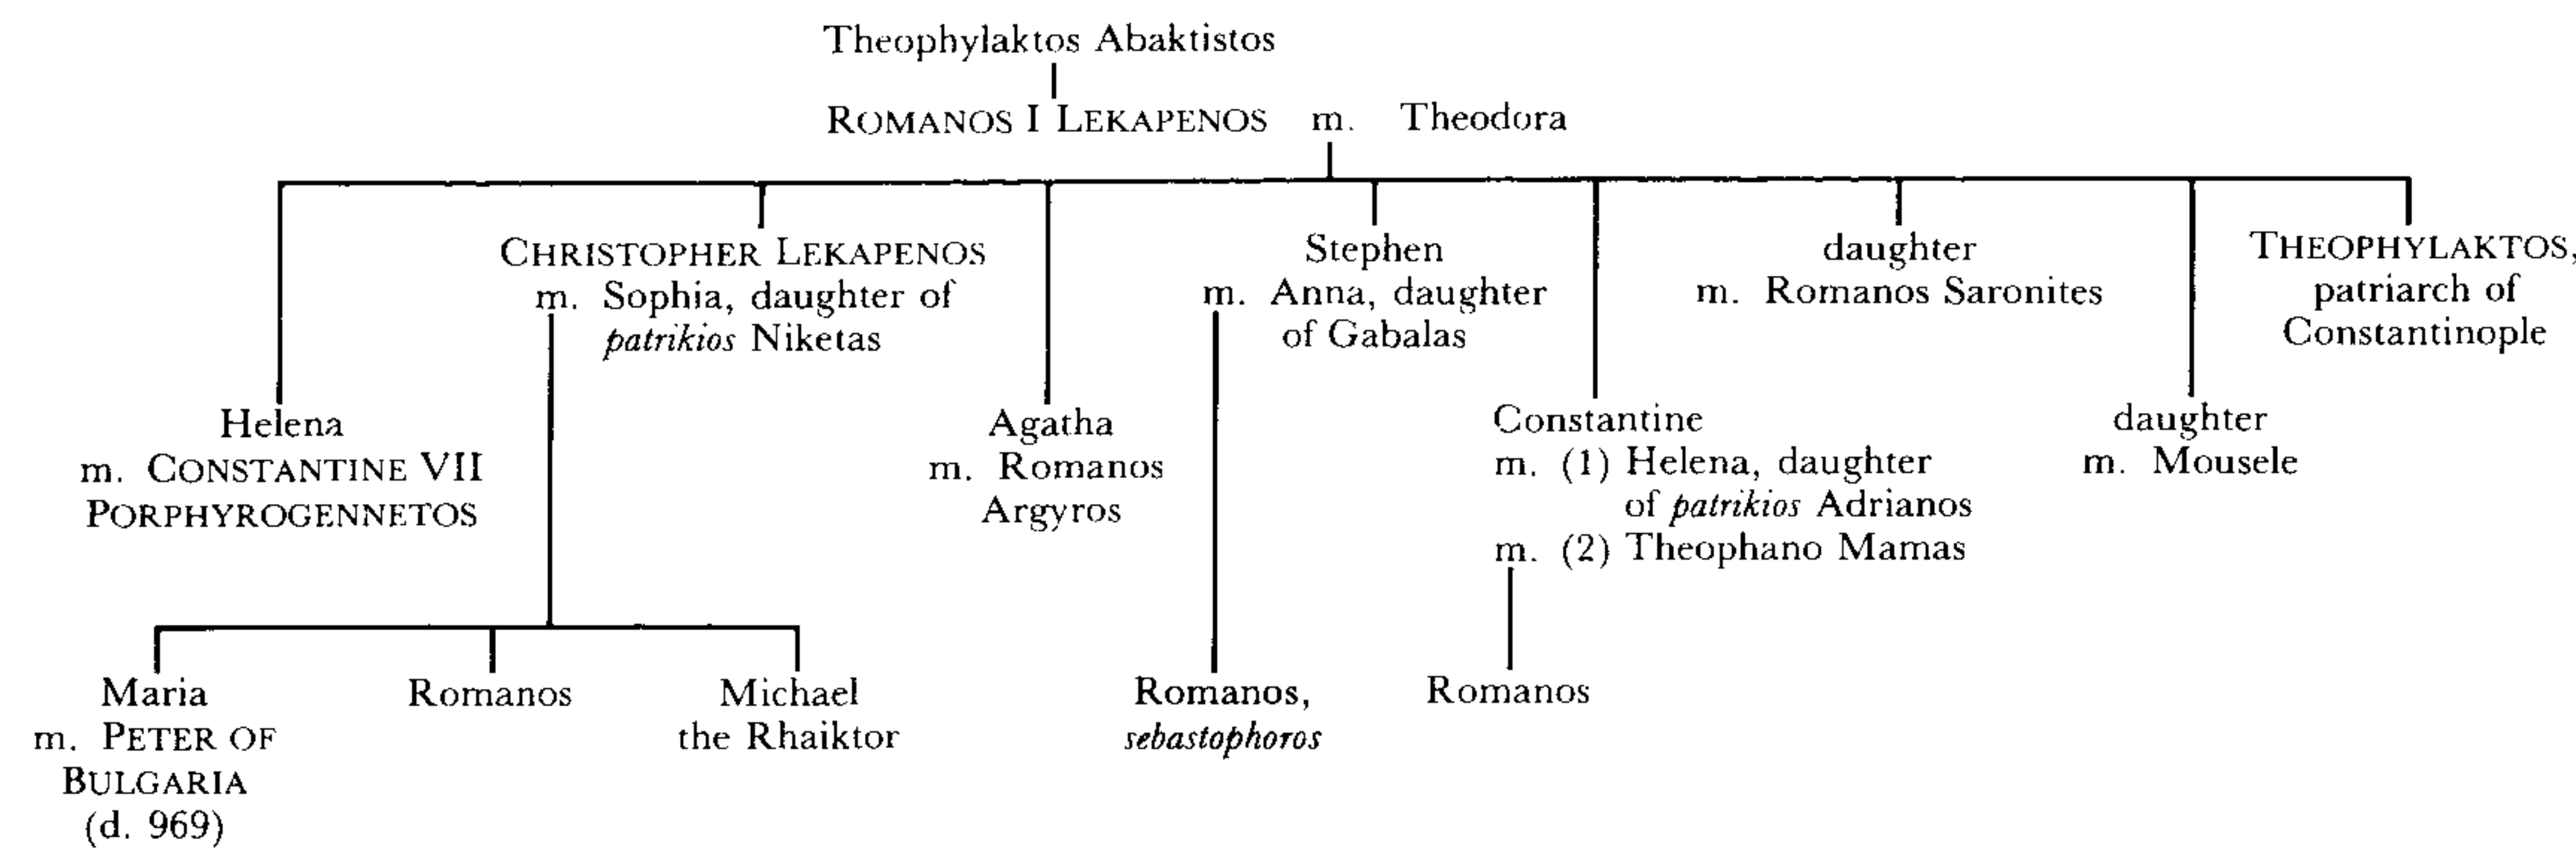 Theophylaktos Abaktistos
ROMANOS I LEKAPENOS m. Theodora
CHRISTOPHER LEKAPENOS
m. Sophia, daughter of
patrikios Niketas
Stephen
m. Anna, daughter
of Gabalas
daughter
m. Romanos Saronites
THEOPHYLAKTOS,
patriarch of
Constantinople
Helena
m. CONSTANTINE VII
PORPHYROGENNETOS
Agatha
m. Romanos
Argyros
Constantine
m. (1) Helena, daughter
of patrikios Adrianos
m. (2) Theophano Mamas
daughter
m. Mousele
Maria
m. PETER OF
BULGARIA
(d. 969)
Romanos
Michael
the Rhaiktor
Romanos,
sebastophoros
Romanos